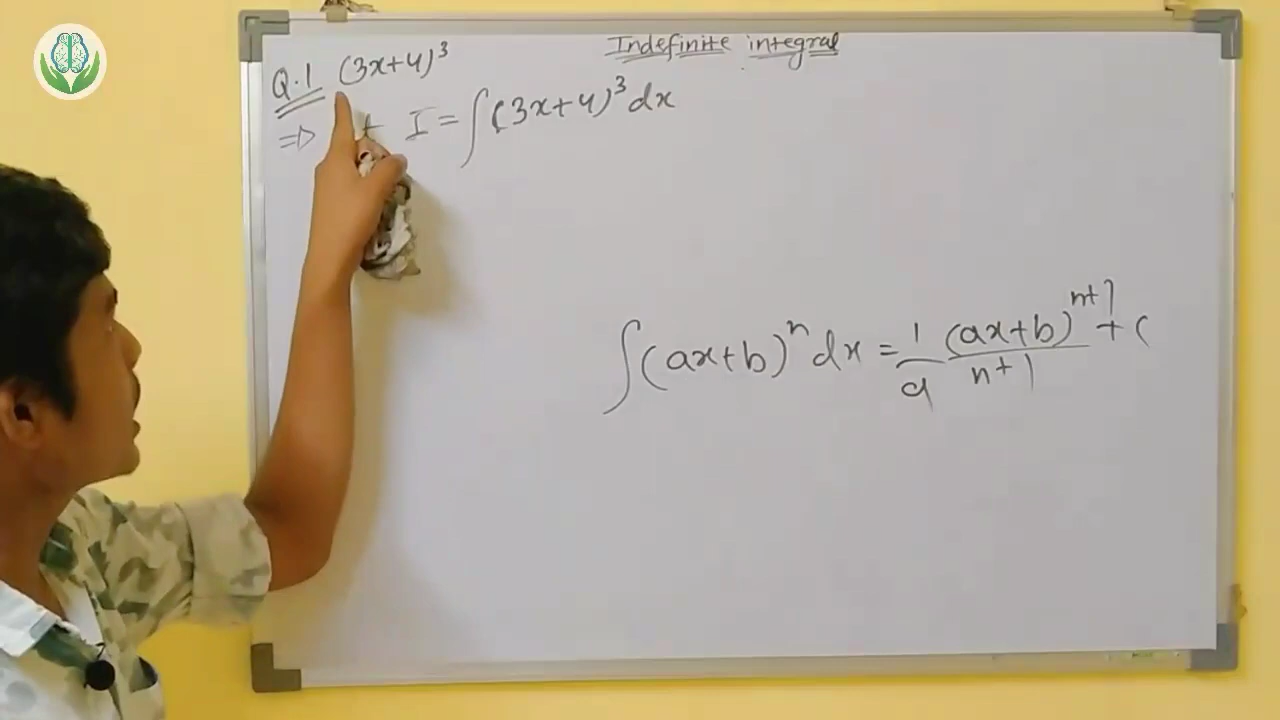 Indefinite integral
Q.1 (3x+4)³
⇒ I = ∫(3x+4)³ dx
∫(ax+b)ⁿ dx = 1/a (ax+b)ⁿ⁺¹/n+1 + (